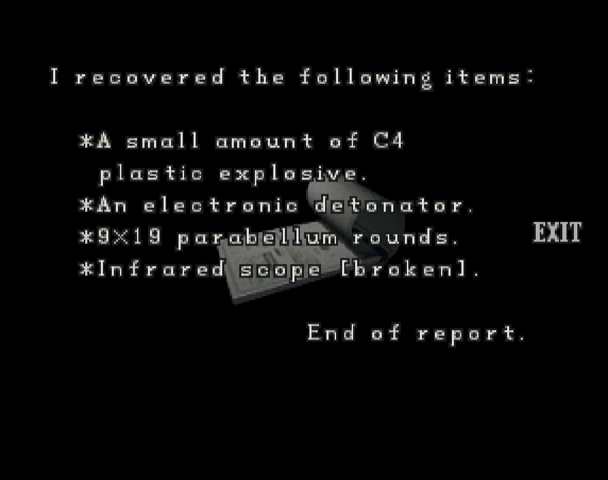 I recovered the following items:
*A small amount of C4
plastic explosive.
*An electronic detonator.
*9×19 parabellum rounds.
EXIT
*Infrared scope [broken].
End of report.